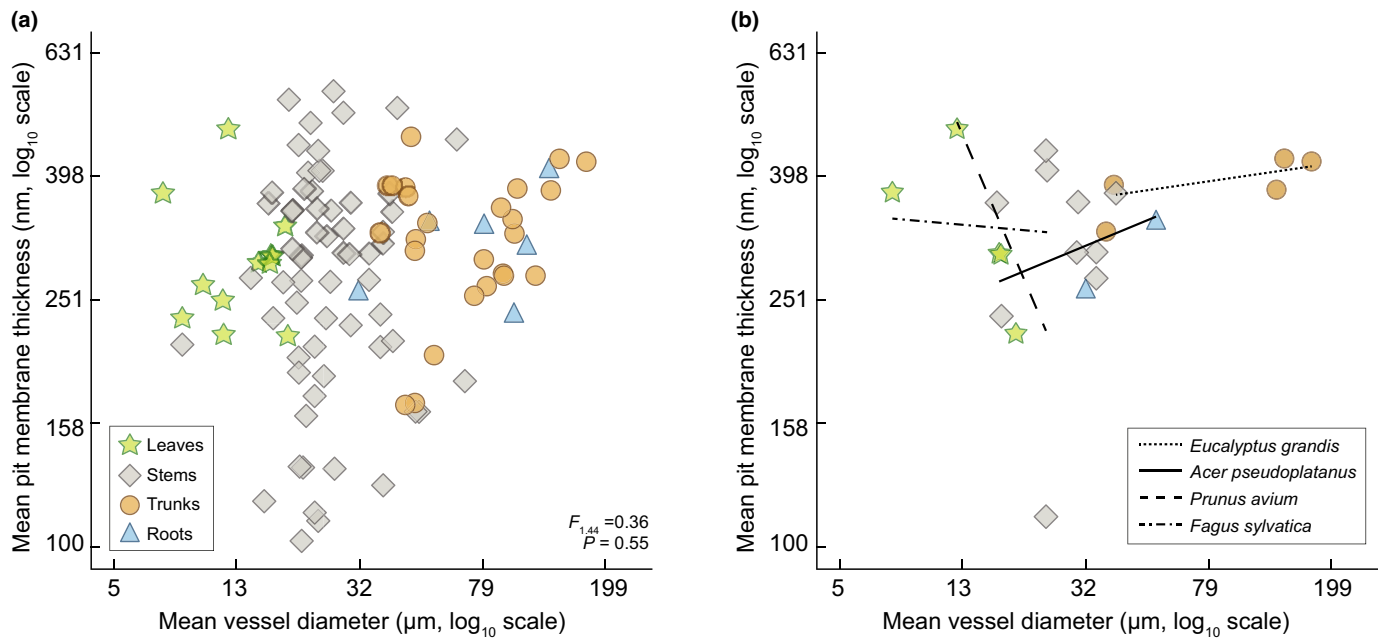 (a)
Mean pit membrane thickness (nm, log10 scale)
631
398
251
158
100
Leaves
Stems
Trunks
Roots
F1.44 =0.36
P = 0.55
5 13 32 79 199
Mean vessel diameter (µm, log10 scale)
(b)
Mean pit membrane thickness (nm, log10 scale)
631
398
251
158
100
Eucalyptus grandis
Acer pseudoplatanus
Prunus avium
Fagus sylvatica
5 13 32 79 199
Mean vessel diameter (µm, log10 scale)